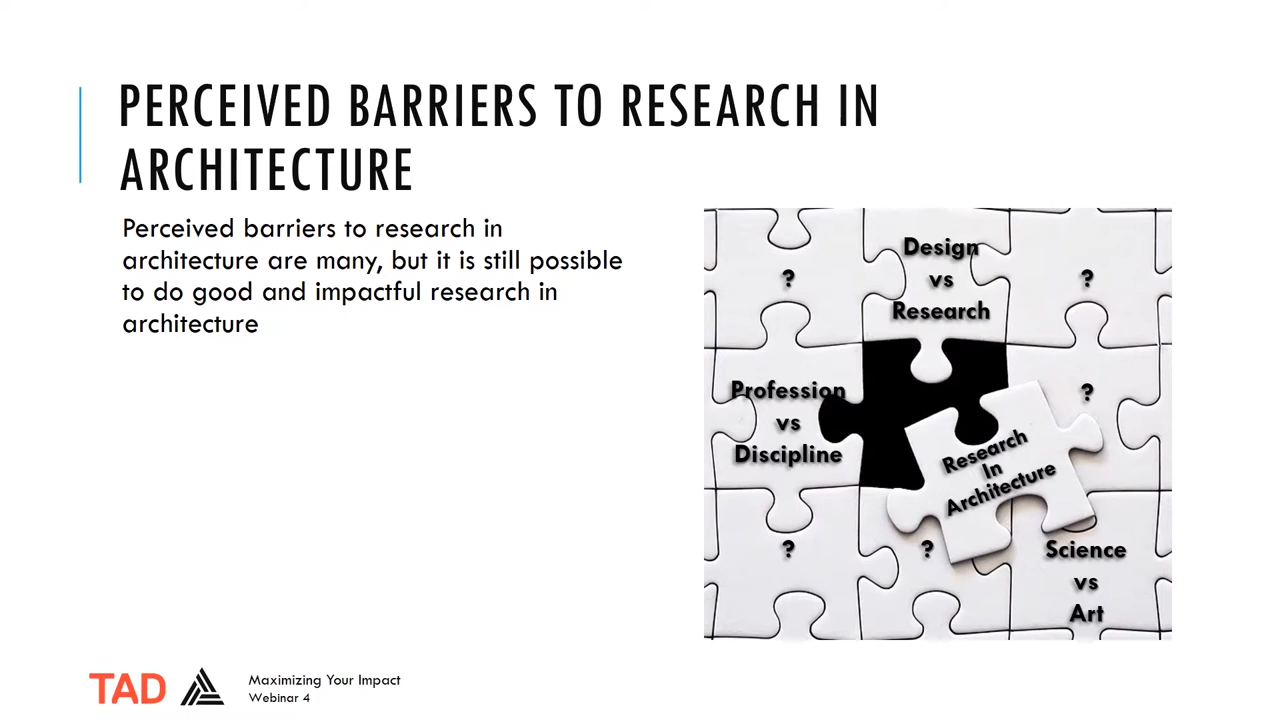 PERCEIVED BARRIERS TO RESEARCH IN
ARCHITECTURE
Perceived barriers to research in
architecture are many, but it is still possible
to do good and impactful research in
architecture
?
Design
vs
Research
?
Profession
vs
Discipline
?
Research
In
Architecture
?
?
Science
vs
Art
TAD
Maximizing Your Impact
Webinar 4